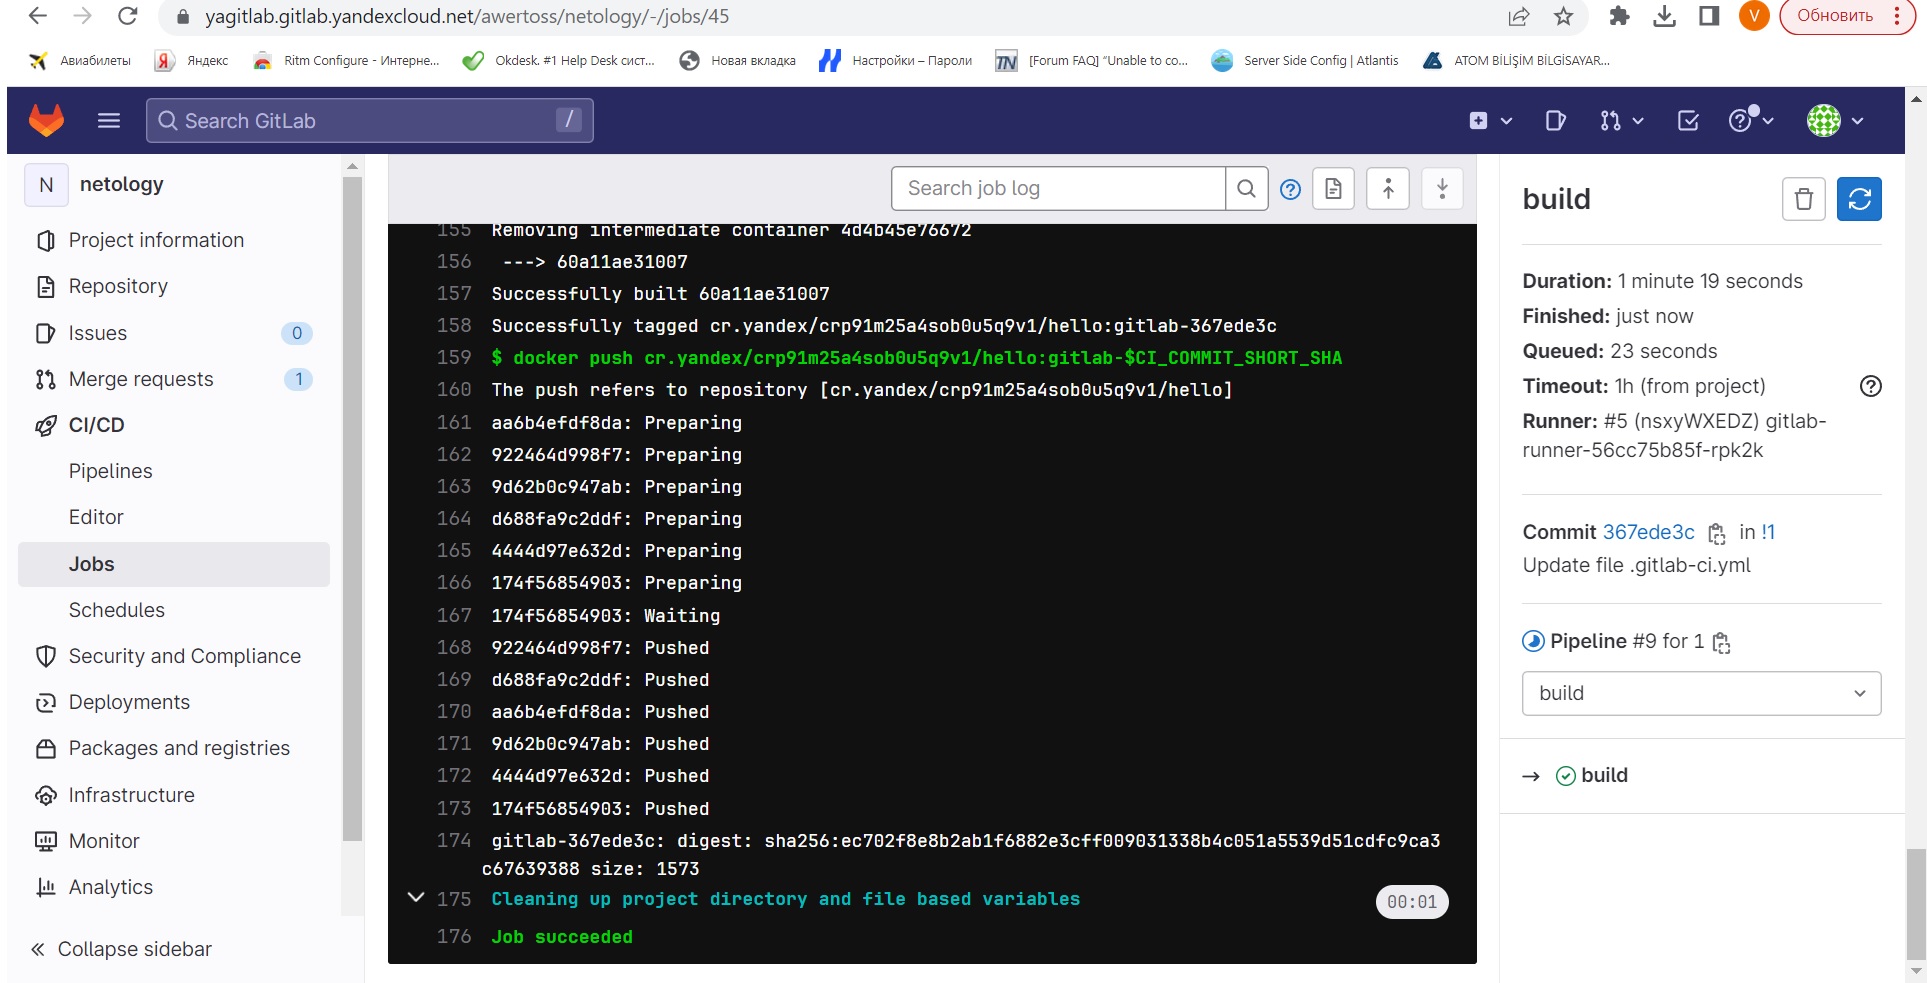 yagitlab.gitlab.yandexcloud.net/awertoss/netology/-/jobs/45
V
Обновить
Авиабилеты
Я
Яндекс
Ritm Configure - Интерне...
Okdesk. #1 Help Desk сист...
Новая вкладка
Настройки – Пароли
TN
[Forum FAQ] "Unable to co...
Server Side Config | Atlantis
ATOM BİLİŞİM BİLGİSAYAR...
Search GitLab
/
N
netology
Project information
Repository
Issues
0
Merge requests
1
CI/CD
Pipelines
Editor
Jobs
Schedules
Security and Compliance
Deployments
Packages and registries
Infrastructure
Monitor
Analytics
Collapse sidebar
Search job log
155 Removing intermediate container 4d4b45e76672
156 ---> 60a11ae31007
157 Successfully built 60a11ae31007
158 Successfully tagged cr.yandex/crp91m25a4sob0u5q9v1/hello:gitlab-367ede3c
159 $ docker push cr.yandex/crp91m25a4sob0u5q9v1/hello:gitlab-$CI_COMMIT_SHORT_SHA
160 The push refers to repository [cr.yandex/crp91m25a4sob0u5q9v1/hello]
161 aa6b4efdf8da: Preparing
162 922464d998f7: Preparing
163 9d62b0c947ab: Preparing
164 d688fa9c2ddf: Preparing
165 4444d97e632d: Preparing
166 174f56854903: Preparing
167 174f56854903: Waiting
168 922464d998f7: Pushed
169 d688fa9c2ddf: Pushed
170 aa6b4efdf8da: Pushed
171 9d62b0c947ab: Pushed
172 4444d97e632d: Pushed
173 174f56854903: Pushed
174 gitlab-367ede3c: digest: sha256:ec702f8e8b2ab1f6882e3cff009031338b4c051a5539d51cdfc9ca3
c67639388 size: 1573
175 Cleaning up project directory and file based variables
00:01
176 Job succeeded
build
Duration: 1 minute 19 seconds
Finished: just now
Queued: 23 seconds
Timeout: 1h (from project)
Runner: #5 (nsxyWXEDZ) gitlab-
runner-56cc75b85f-rpk2k
Commit 367ede3c in !1
Update file .gitlab-ci.yml
Pipeline #9 for 1
build
→ build